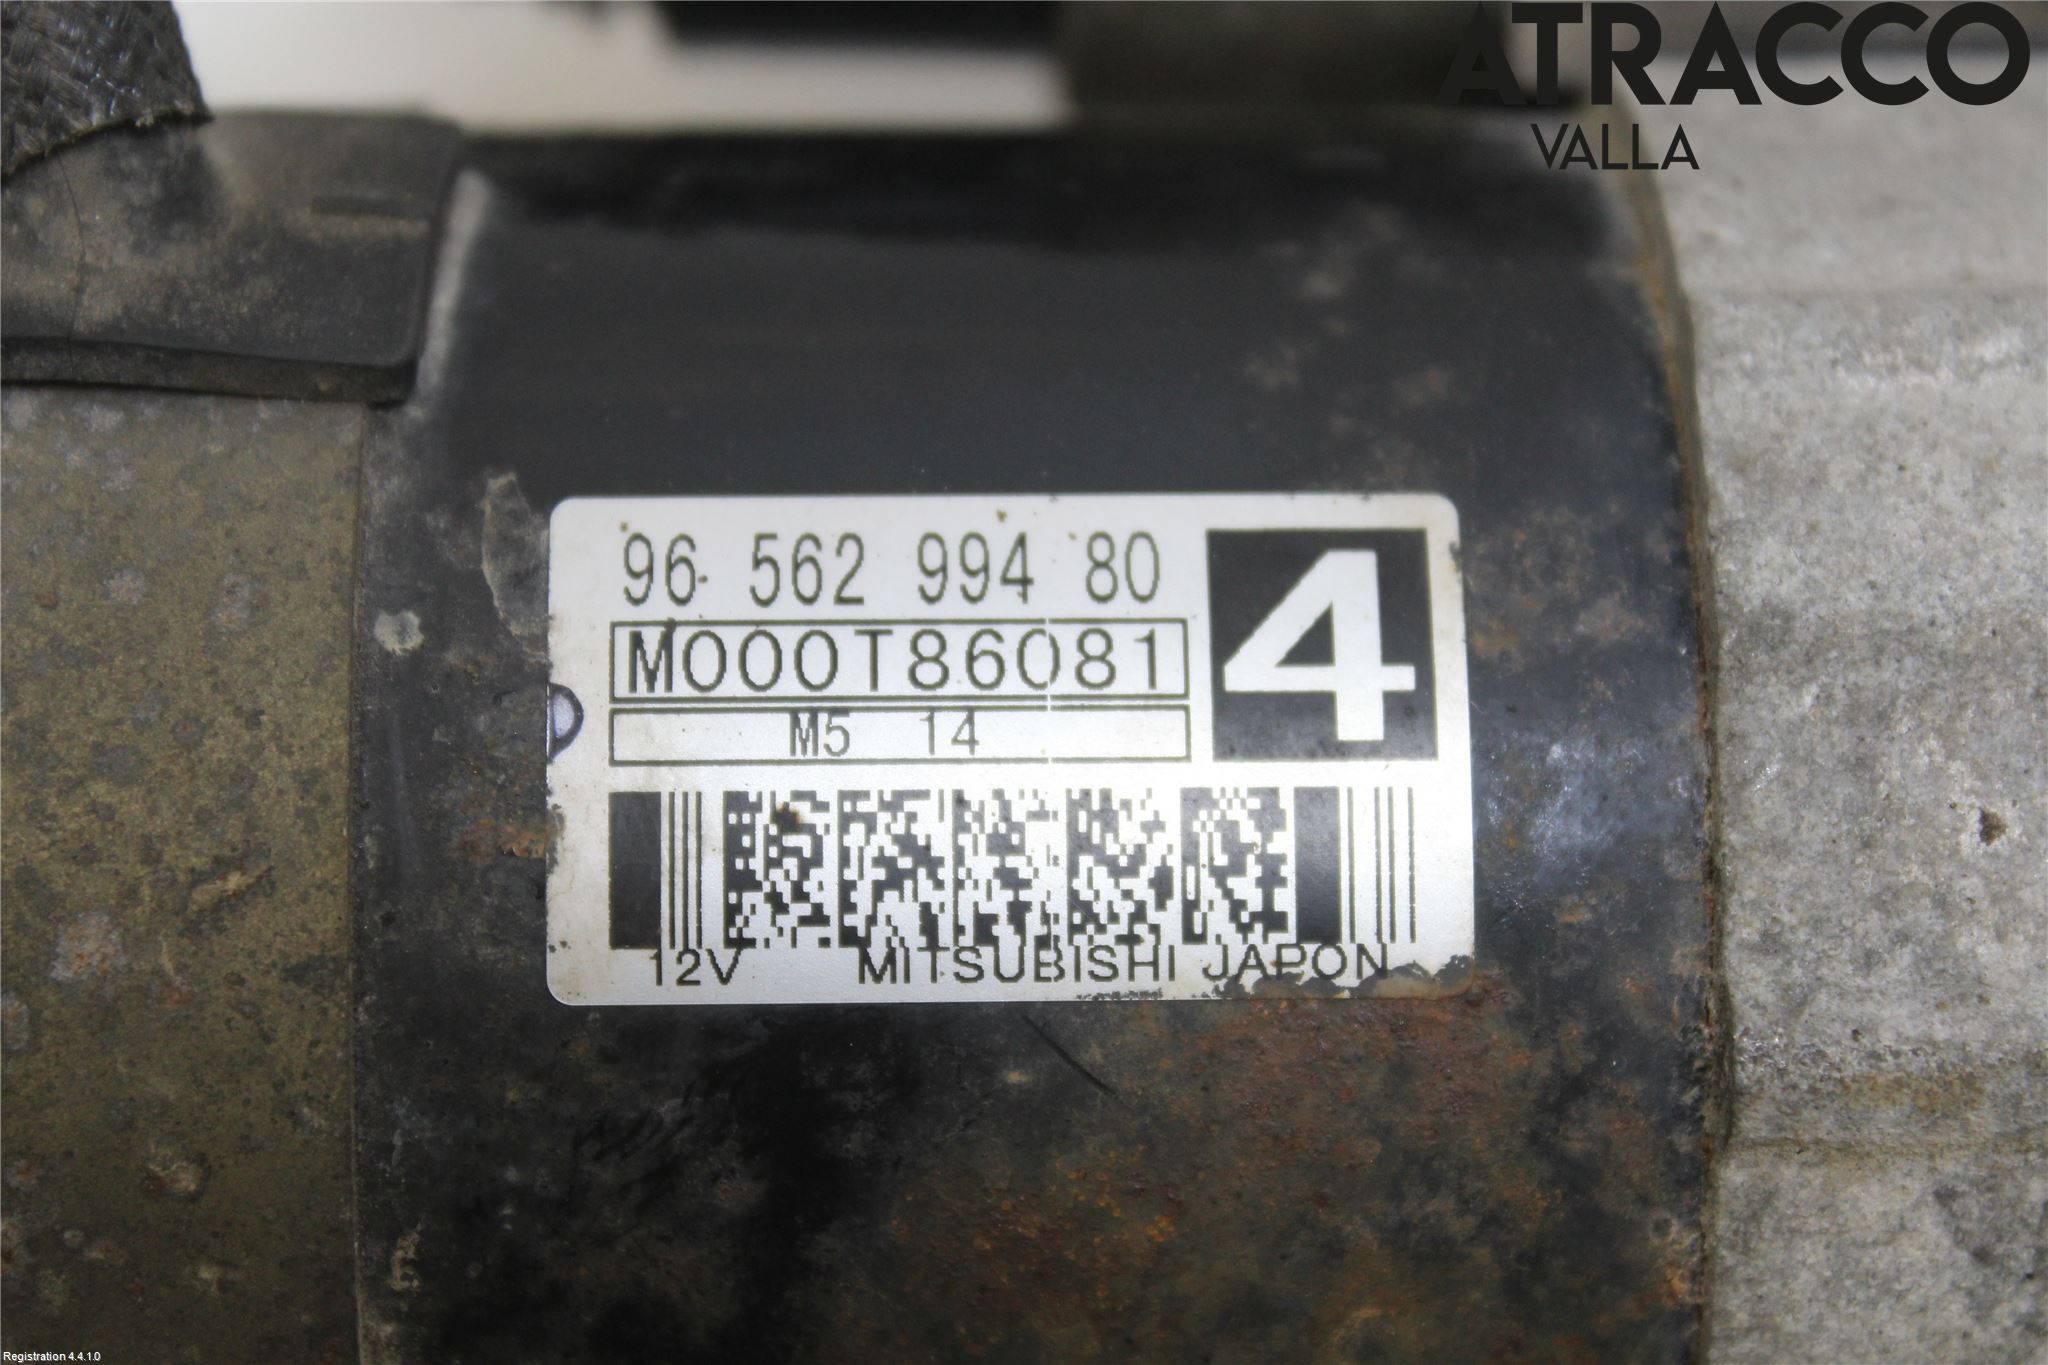 ATRACCO
VALLA
96 562 994 80
4
M000T86081
M5 14
12V MITSUBISHI JAPON
Registration 4.4.1.0